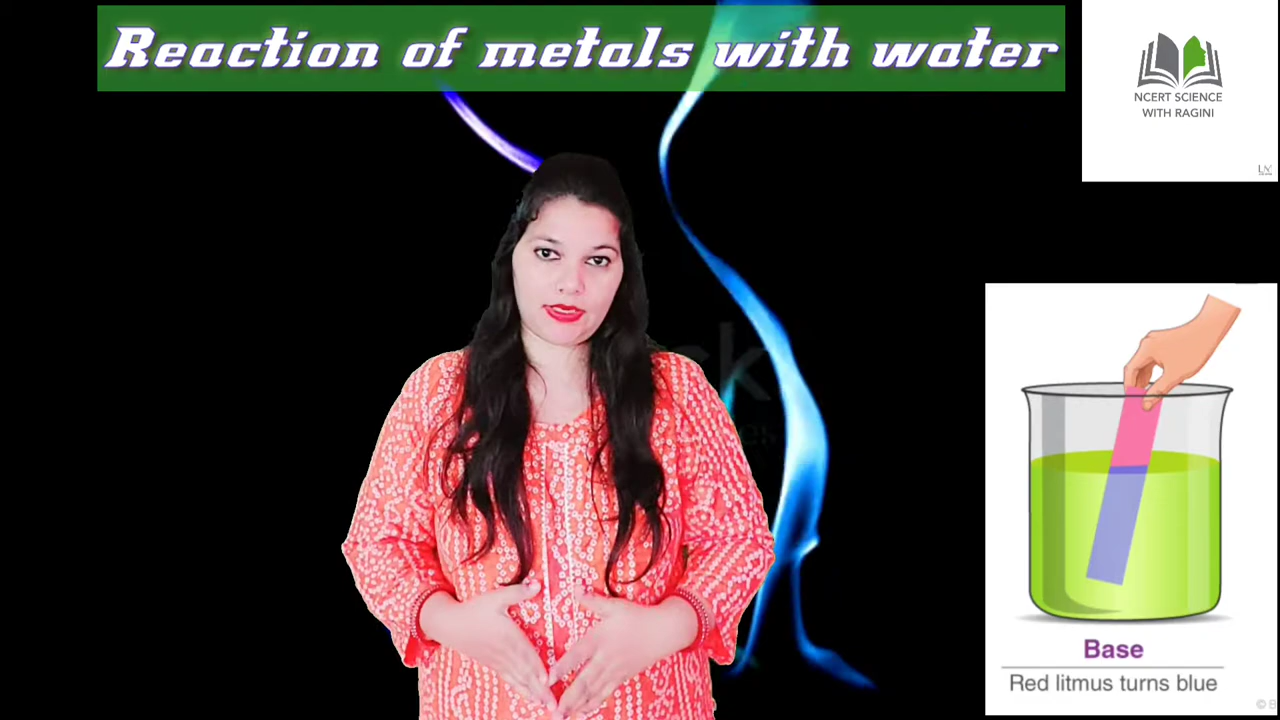 Reaction of metals with water
NCERT SCIENCE
WITH RAGINI
Base
Red litmus turns blue